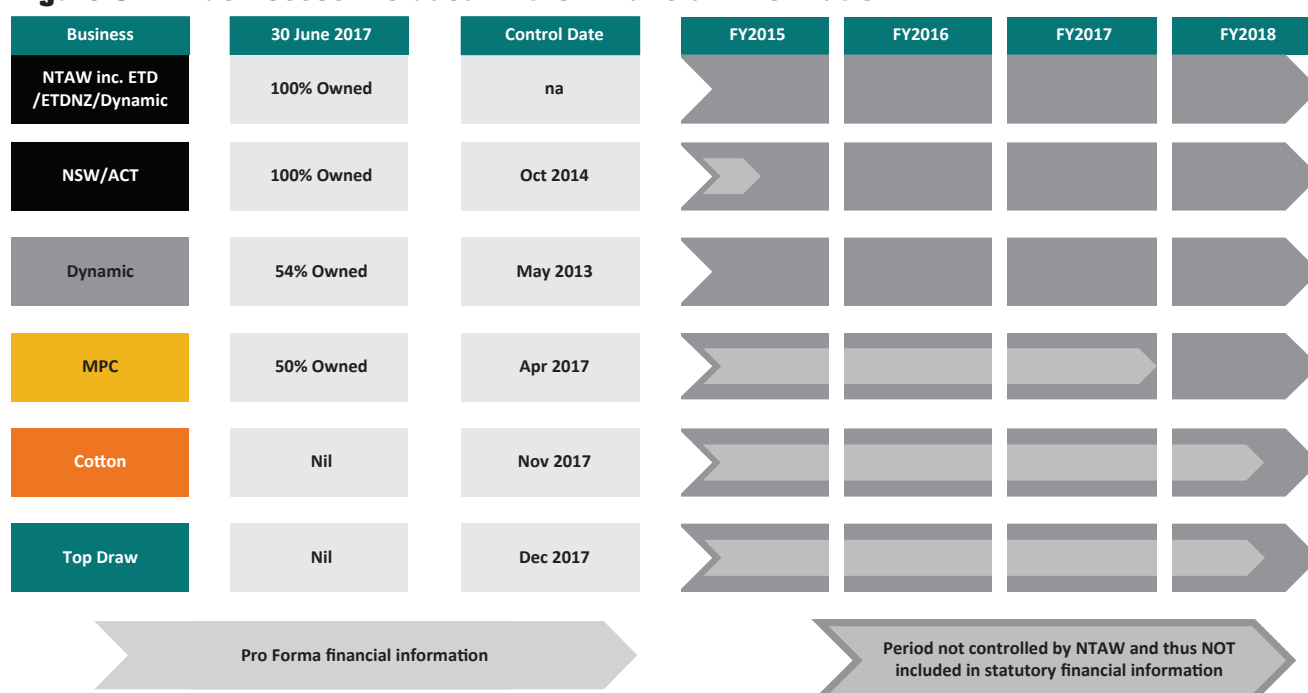 Business 30 June 2017 Control Date FY2015 FY2016 FY2017 FY2018
NTAW inc. ETD
/ETDNZ/Dynamic
100% Owned na
NSW/ACT 100% Owned Oct 2014
Dynamic 54% Owned May 2013
MPC 50% Owned Apr 2017
Cotton Nil Nov 2017
Top Draw Nil Dec 2017
Pro Forma financial information
Period not controlled by NTAW and thus NOT
included in statutory financial information